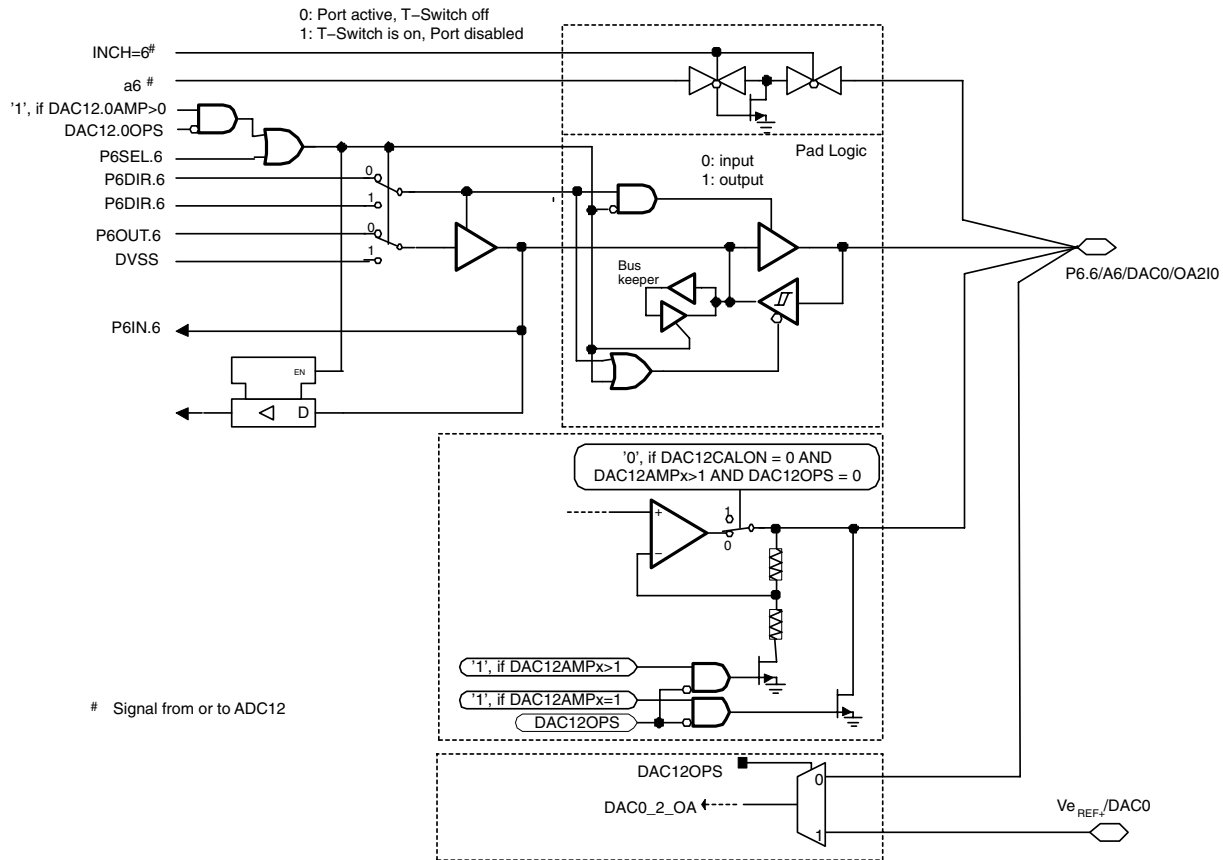 0: Port active, T−Switch off
1: T−Switch is on, Port disabled
INCH=6#
a6 #
'1', if DAC12.0AMP>0
DAC12.0OPS
P6SEL.6
P6DIR.6
0
P6DIR.6
1
P6OUT.6
0
DVSS
1
P6IN.6
EN
D
Pad Logic
0: input
1: output
Bus
keeper
P6.6/A6/DAC0/OA2I0
'0', if DAC12CALON = 0 AND
DAC12AMPx>1 AND DAC12OPS = 0
+
−
1
0
'1', if DAC12AMPx>1
'1', if DAC12AMPx=1
DAC12OPS
# Signal from or to ADC12
DAC12OPS
0
DAC0_2_OA
1
VeREF+/DAC0